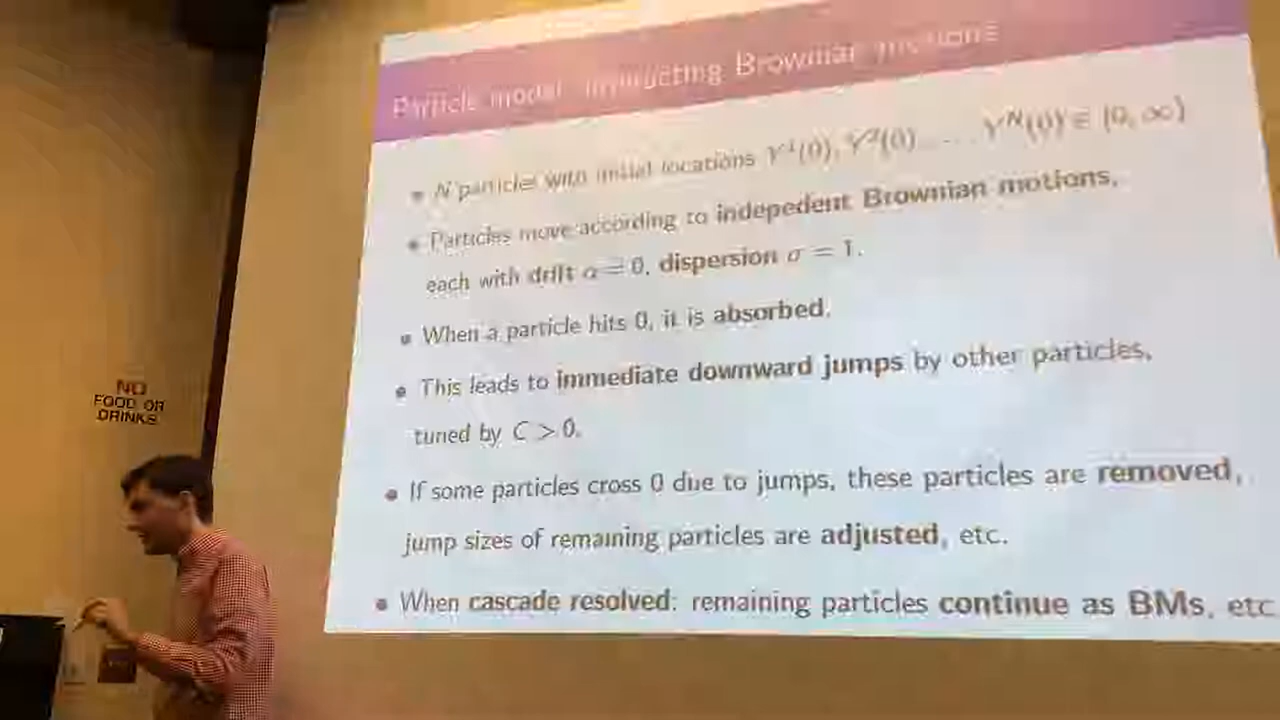 Particle model: interacting Brownian motions
• N particles with initial locations Y¹(0), Y²(0), ..., Yᴺ(0) ∈ [0, ∞)
• Particles move according to indepedent Brownian motions,
each with drift α = 0, dispersion σ = 1.
• When a particle hits 0, it is absorbed.
• This leads to immediate downward jumps by other particles,
tuned by C > 0.
• If some particles cross 0 due to jumps, these particles are removed,
jump sizes of remaining particles are adjusted, etc.
• When cascade resolved: remaining particles continue as BMs, etc
NO
FOOD OR
DRINKS